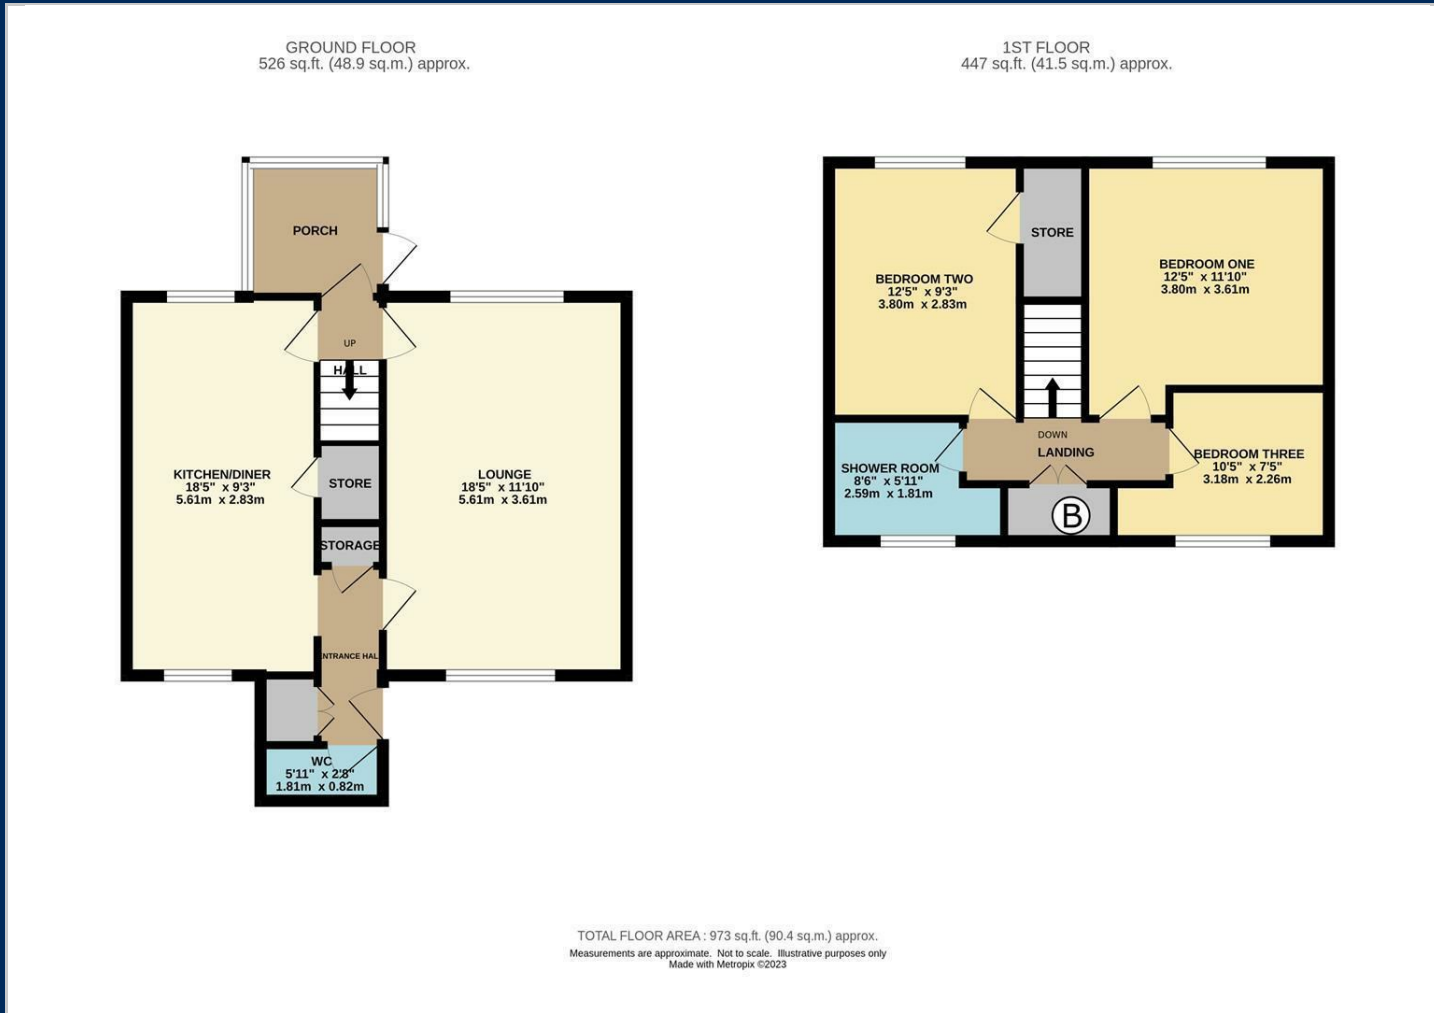 GROUND FLOOR
526 sq.ft. (48.9 sq.m.) approx.
PORCH
UP
HALL
KITCHEN/DINER
18'5" x 9'3"
5.61m x 2.83m
STORE
LOUNGE
18'5" x 11'10"
5.61m x 3.61m
STORAGE
NTRANCE HAL
WC
5'11" x 2'8"
1.81m x 0.82m
1ST FLOOR
447 sq.ft. (41.5 sq.m.) approx.
BEDROOM TWO
12'5" x 9'3"
3.80m x 2.83m
STORE
BEDROOM ONE
12'5" x 11'10"
3.80m x 3.61m
DOWN
LANDING
SHOWER ROOM
8'6" x 5'11"
2.59m x 1.81m
B
BEDROOM THREE
10'5" x 7'5"
3.18m x 2.26m
TOTAL FLOOR AREA : 973 sq.ft. (90.4 sq.m.) approx.
Measurements are approximate. Not to scale. Illustrative purposes only
Made with Metropix ©2023